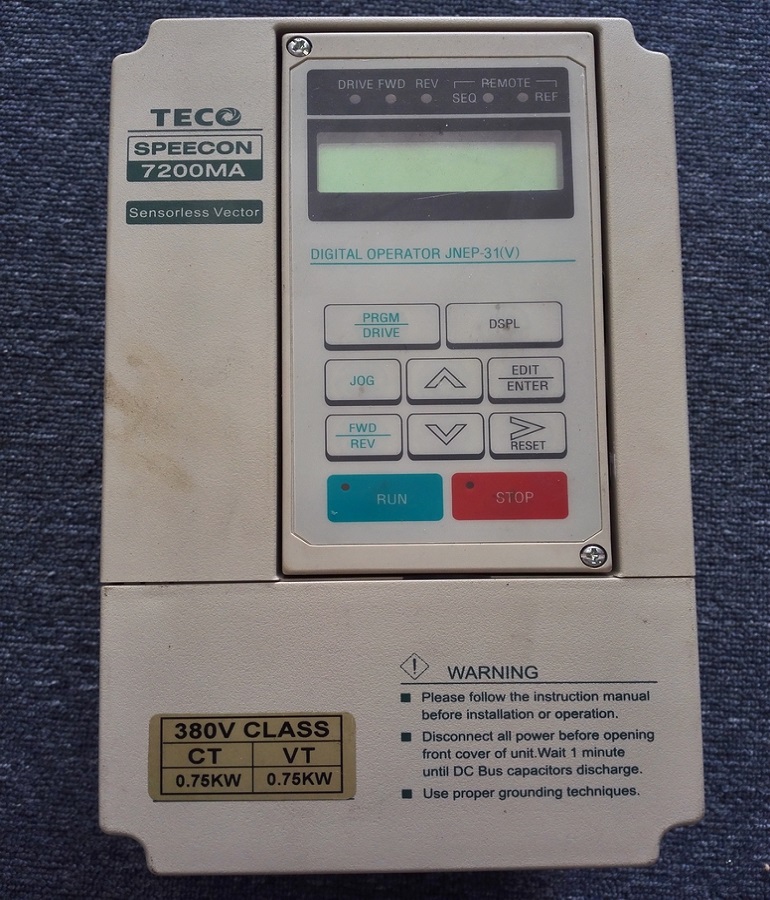 TECO
SPEECON
7200MA
Sensorless Vector
DRIVE FWD REV REMOTE
SEQ REF
DIGITAL OPERATOR JNEP-31(V)
PRGM
DRIVE
DSPL
JOG
EDIT
ENTER
FWD
REV
RESET
RUN
STOP
WARNING
Please follow the instruction manual
before installation or operation.
Disconnect all power before opening
front cover of unit.Wait 1 minute
until DC Bus capacitors discharge.
Use proper grounding techniques.
380V CLASS
CT VT
0.75KW 0.75KW